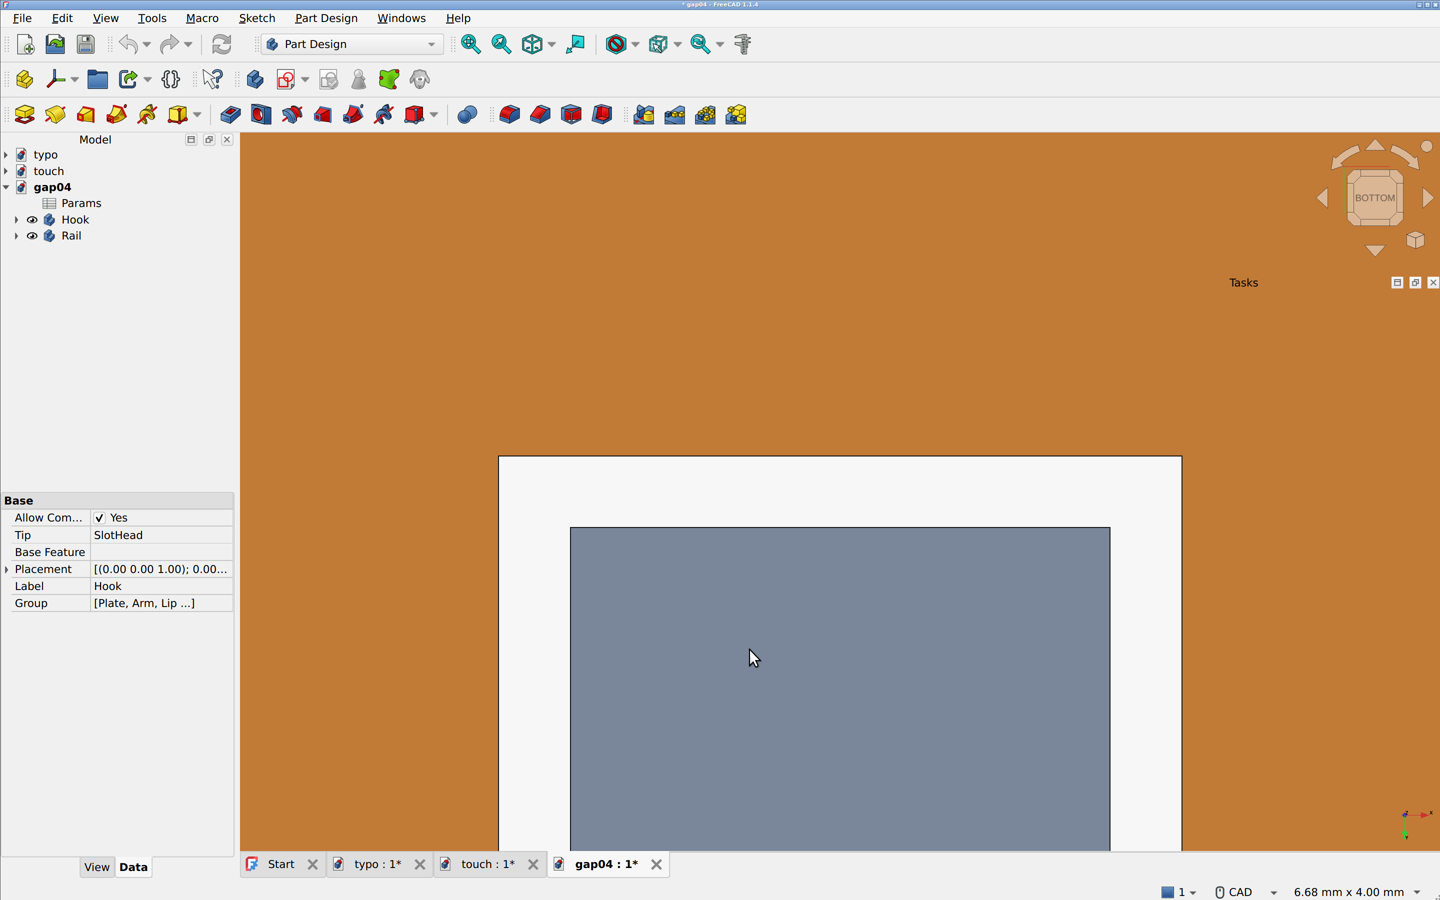 * gap04 - FreeCAD 1.1.4
File Edit View Tools Macro Sketch Part Design Windows Help
Part Design
Model
typo
touch
gap04
Params
Hook
Rail
BOTTOM
Tasks
Base
Allow Com... Yes
Tip SlotHead
Base Feature
Placement [(0.00 0.00 1.00); 0.00...
Label Hook
Group [Plate, Arm, Lip ...]
View Data
Start typo : 1* touch : 1* gap04 : 1*
1 CAD 6.68 mm x 4.00 mm